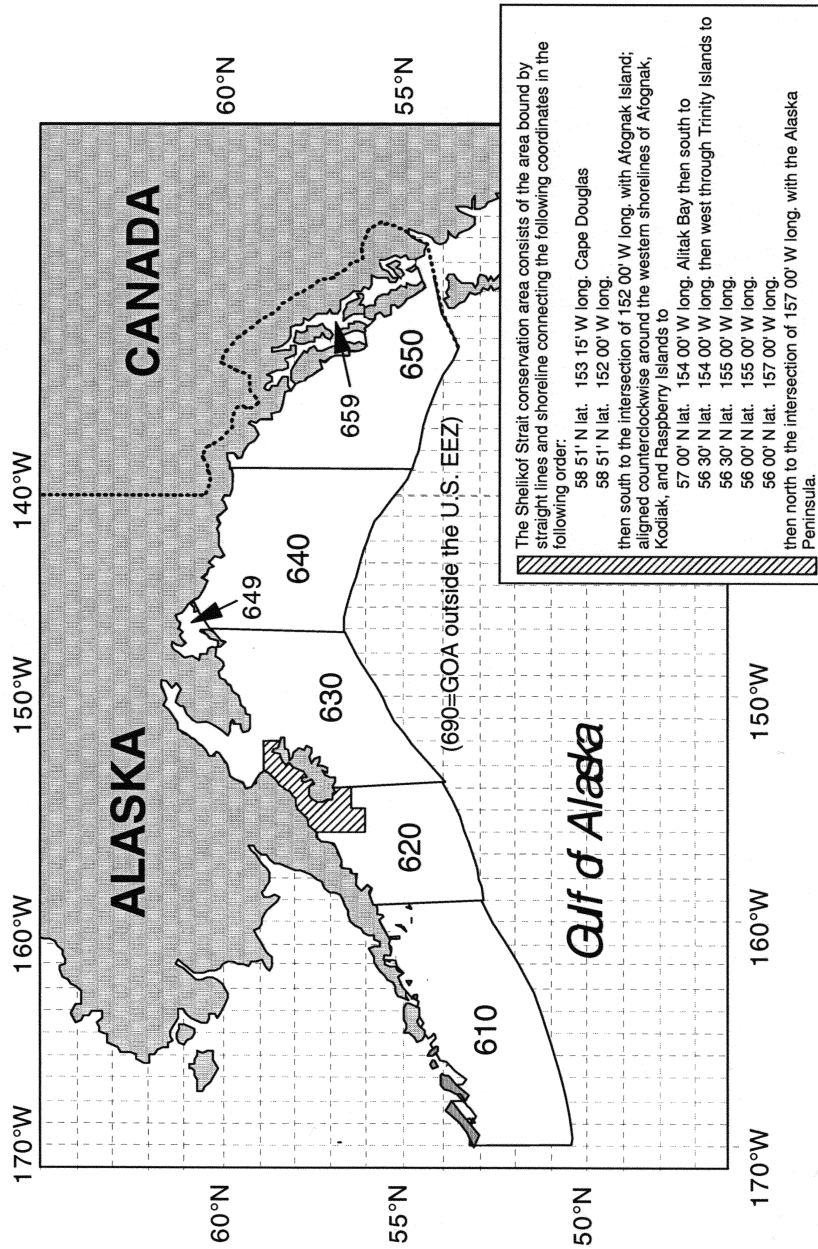 170°W
160°W
150°W
140°W
ALASKA
CANADA
60°N
60°N
55°N
55°N
50°N
649
659
610
620
630
640
650
(690=GOA outside the U.S. EEZ)
Gulf of Alaska
170°W
160°W
150°W
The Shelikof Strait conservation area consists of the area bound by
straight lines and shoreline connecting the following coordinates in the
following order:
58 51' N lat. 153 15' W long. Cape Douglas
58 51' N lat. 152 00' W long.
then south to the intersection of 152 00' W long. with Afognak Island;
aligned counterclockwise around the western shorelines of Afognak,
Kodiak, and Raspberry Islands to
57 00' N lat. 154 00' W long. Alitak Bay then south to
56 30' N lat. 154 00' W long. then west through Trinity Islands to
56 30' N lat. 155 00' W long.
56 00' N lat. 155 00' W long.
56 00' N lat. 157 00' W long.
then north to the intersection of 157 00' W long. with the Alaska
Peninsula.